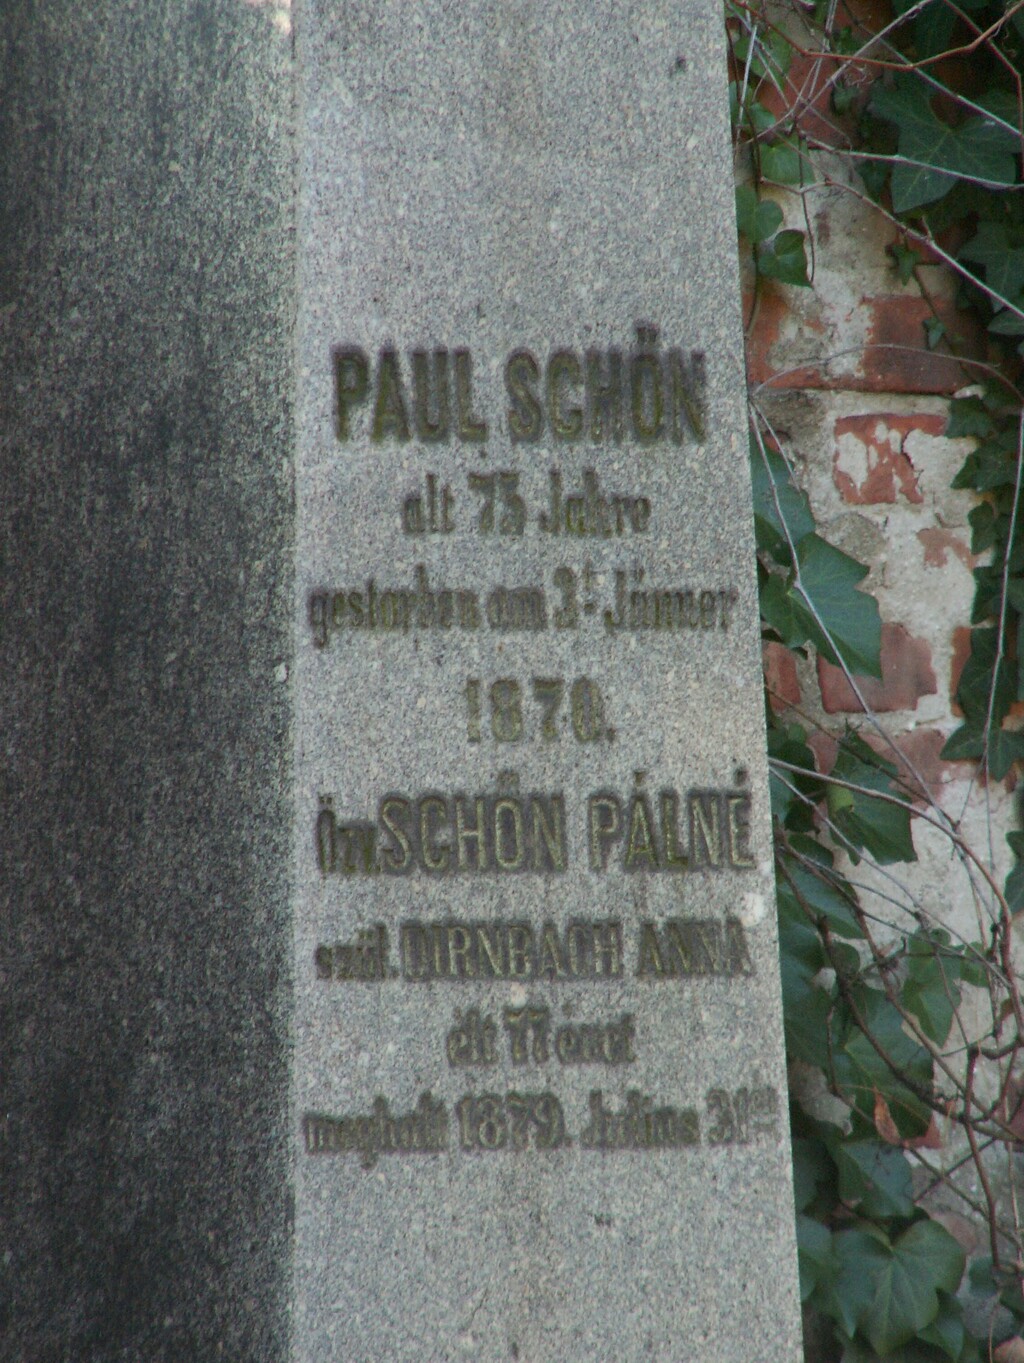 PAUL SCHÖN
alt 75 Jahre
gestorben am 2t Jänner
1870.
Özv. SCHÖN PÁLNÉ
szül. DIRNBACH ANNA
élt 77 évet
meghalt 1879. Julius 31én